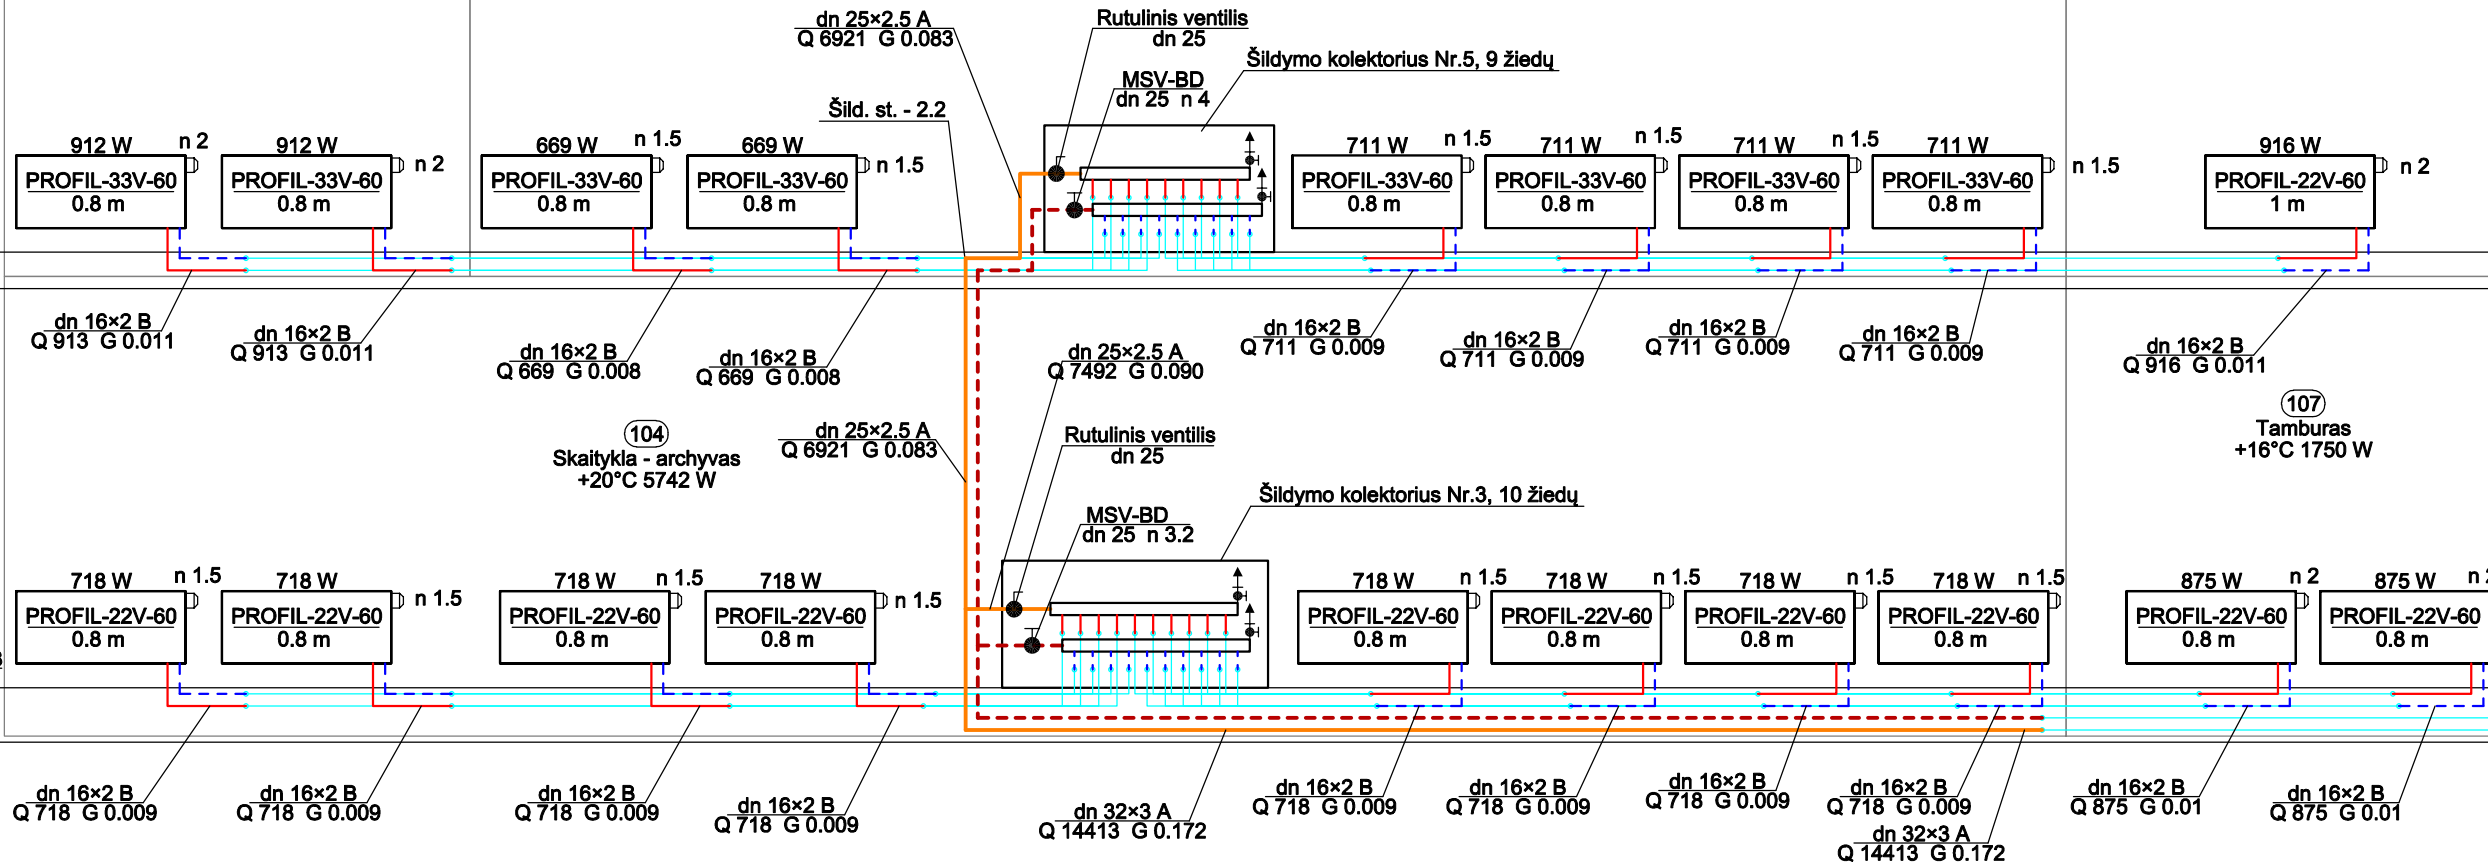 dn 25×2.5 A
Q 6921 G 0.083
Rutulinis ventilis
dn 25
Šildymo kolektorius Nr.5, 9 žiedų
MSV-BD
dn 25 n 4
Šild. st. - 2.2
912 W
n 2
PROFIL-33V-60
0.8 m
912 W
n 2
PROFIL-33V-60
0.8 m
669 W
n 1.5
PROFIL-33V-60
0.8 m
669 W
n 1.5
PROFIL-33V-60
0.8 m
711 W
n 1.5
PROFIL-33V-60
0.8 m
711 W
n 1.5
PROFIL-33V-60
0.8 m
711 W
n 1.5
PROFIL-33V-60
0.8 m
711 W
n 1.5
PROFIL-33V-60
0.8 m
916 W
n 2
PROFIL-22V-60
1 m
dn 16×2 B
Q 913 G 0.011
dn 16×2 B
Q 913 G 0.011
dn 16×2 B
Q 669 G 0.008
dn 16×2 B
Q 669 G 0.008
dn 25×2.5 A
Q 7492 G 0.090
dn 16×2 B
Q 711 G 0.009
dn 16×2 B
Q 711 G 0.009
dn 16×2 B
Q 711 G 0.009
dn 16×2 B
Q 711 G 0.009
dn 16×2 B
Q 916 G 0.011
104
Skaitykla - archyvas
+20°C 5742 W
dn 25×2.5 A
Q 6921 G 0.083
Rutulinis ventilis
dn 25
107
Tamburas
+16°C 1750 W
Šildymo kolektorius Nr.3, 10 žiedų
MSV-BD
dn 25 n 3.2
718 W
n 1.5
PROFIL-22V-60
0.8 m
718 W
n 1.5
PROFIL-22V-60
0.8 m
718 W
n 1.5
PROFIL-22V-60
0.8 m
718 W
n 1.5
PROFIL-22V-60
0.8 m
718 W
n 1.5
PROFIL-22V-60
0.8 m
718 W
n 1.5
PROFIL-22V-60
0.8 m
718 W
n 1.5
PROFIL-22V-60
0.8 m
718 W
n 1.5
PROFIL-22V-60
0.8 m
875 W
n 2
PROFIL-22V-60
0.8 m
875 W
n
PROFIL-22V-60
0.8 m
dn 16×2 B
Q 718 G 0.009
dn 16×2 B
Q 718 G 0.009
dn 16×2 B
Q 718 G 0.009
dn 16×2 B
Q 718 G 0.009
dn 32×3 A
Q 14413 G 0.172
dn 16×2 B
Q 718 G 0.009
dn 16×2 B
Q 718 G 0.009
dn 16×2 B
Q 718 G 0.009
dn 16×2 B
Q 718 G 0.009
dn 32×3 A
Q 14413 G 0.172
dn 16×2 B
Q 875 G 0.01
dn 16×2 B
Q 875 G 0.01